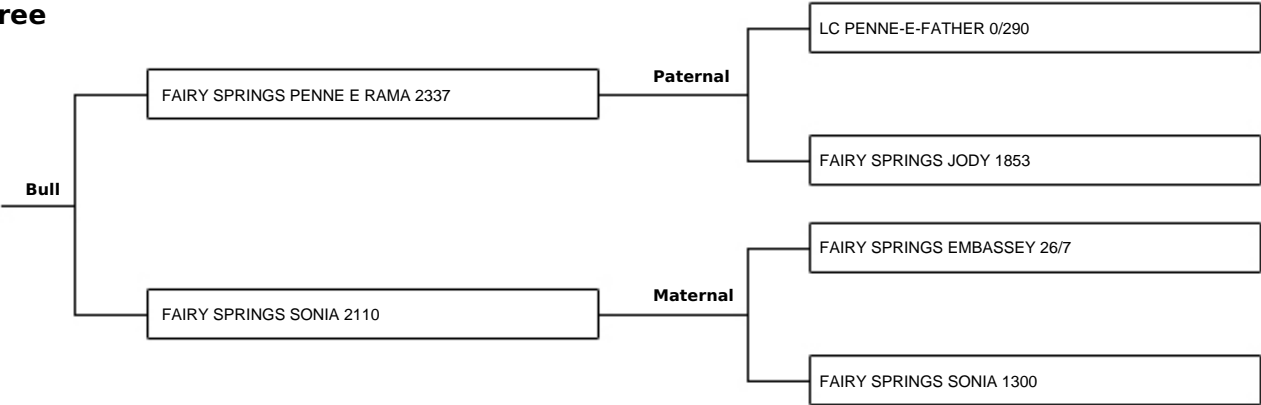 ree
LC PENNE-E-FATHER 0/290
Paternal
FAIRY SPRINGS PENNE E RAMA 2337
FAIRY SPRINGS JODY 1853
Bull
FAIRY SPRINGS EMBASSEY 26/7
Maternal
FAIRY SPRINGS SONIA 2110
FAIRY SPRINGS SONIA 1300